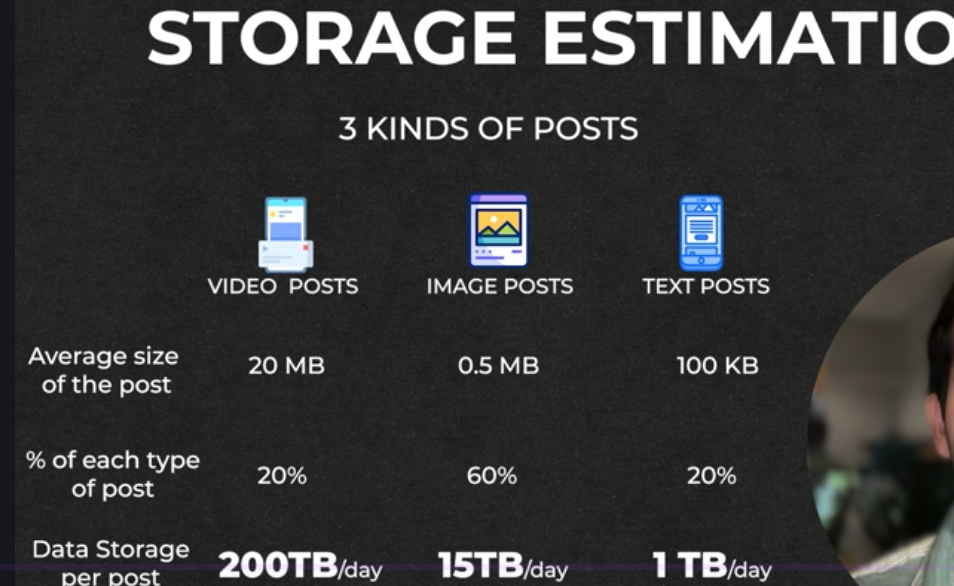 STORAGE ESTIMATIO
3 KINDS OF POSTS
VIDEO POSTS IMAGE POSTS TEXT POSTS
Average size
of the post
20 MB 0.5 MB 100 KB
% of each type
of post
20% 60% 20%
Data Storage
per post
200TB/day 15TB/day 1 TB/day